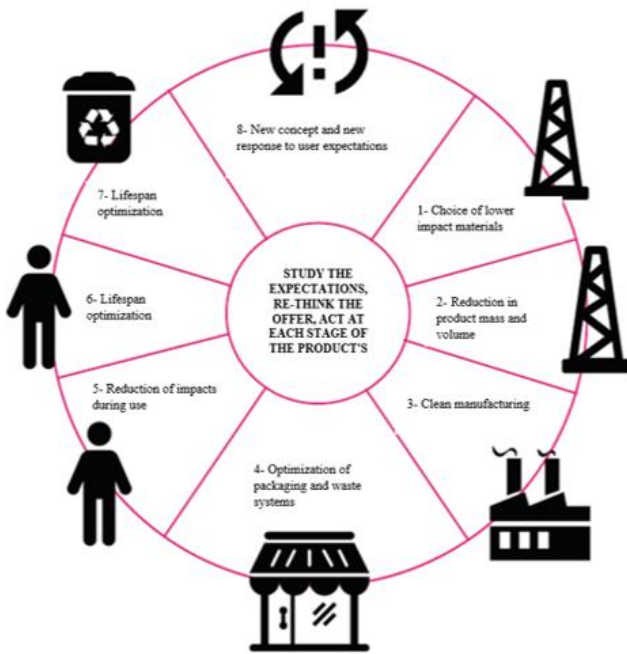 8- New concept and new
response to user expectations
1- Choice of lower
impact materials
2- Reduction in
product mass and
volume
3- Clean manufacturing
4- Optimization of
packaging and waste
systems
5- Reduction of impacts
during use
6- Lifespan
optimization
7- Lifespan
optimization
STUDY THE
EXPECTATIONS,
RE-THINK THE
OFFER, ACT AT
EACH STAGE OF
THE PRODUCT'S